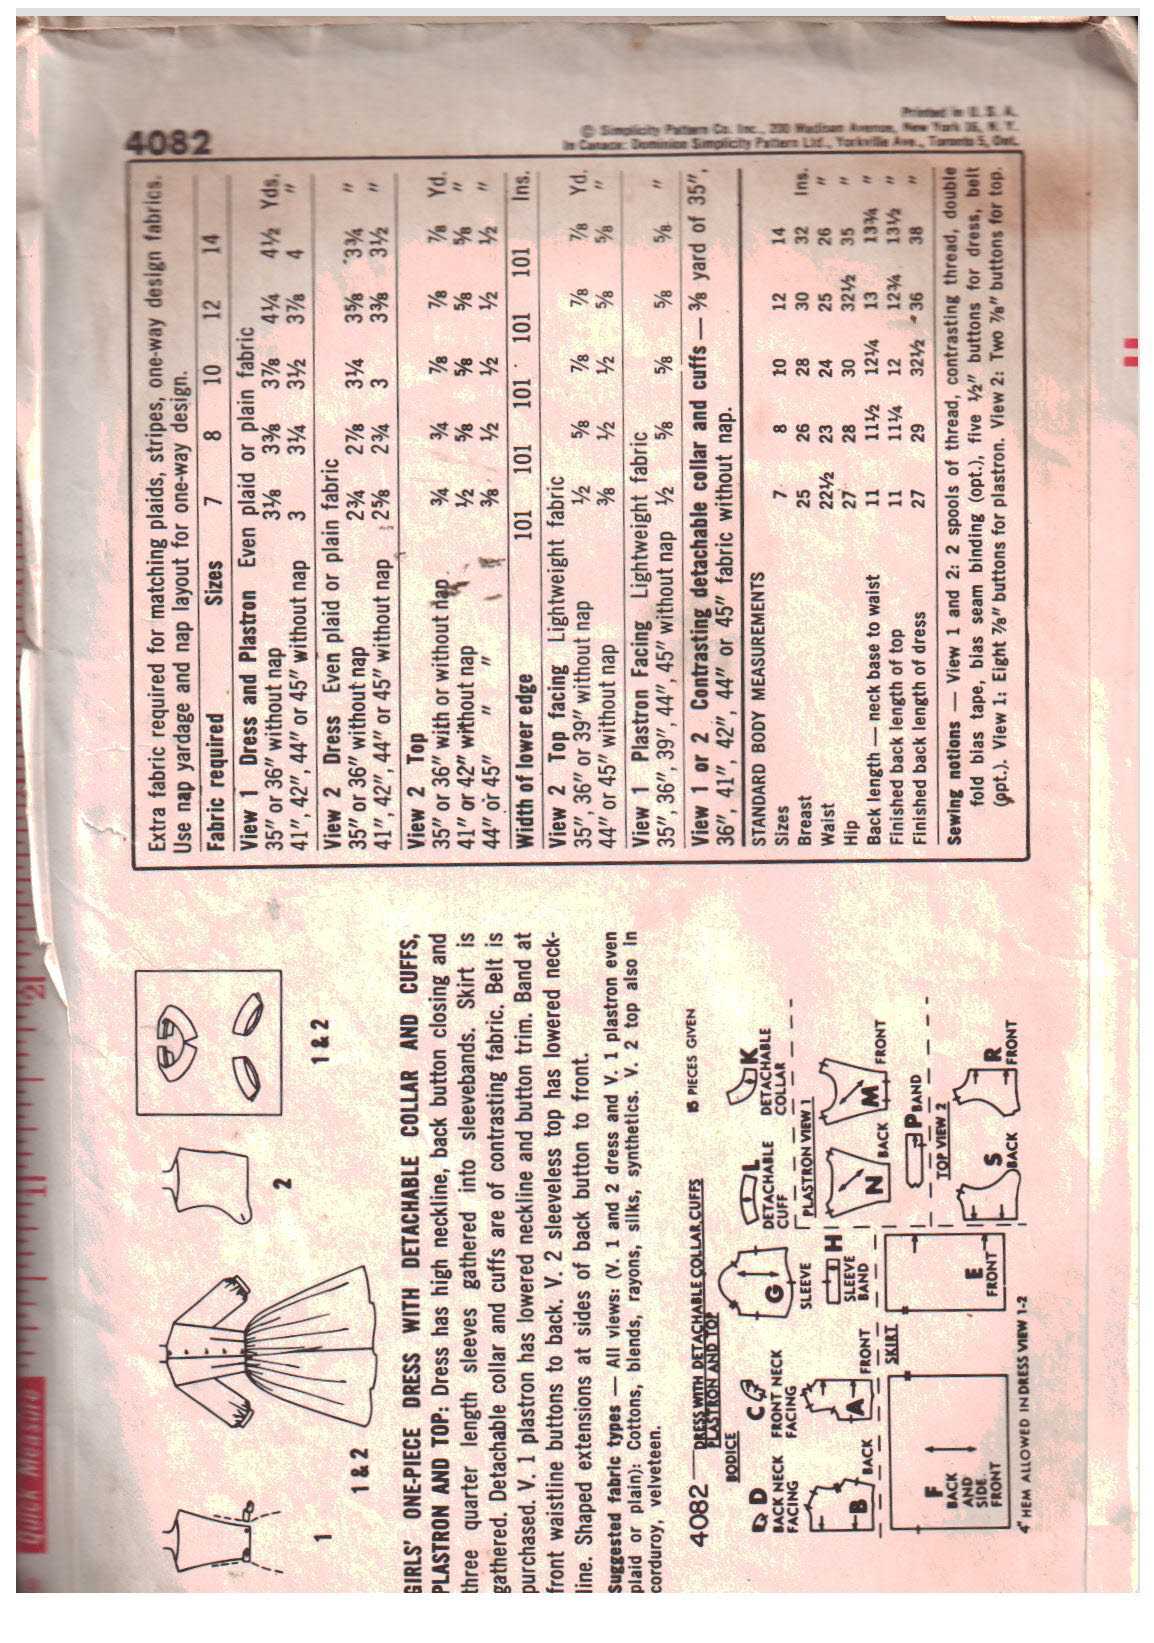 4082
Printed in U. S. A.
© Simplicity Pattern Co. Inc., 200 Madison Avenue, New York 16, N. Y.
In Canada: Dominion Simplicity Pattern Ltd., Yorkville Ave., Toronto 5, Ont.
Extra fabric required for matching plaids, stripes, one-way design fabrics.
Use nap yardage and nap layout for one-way design.
Fabric required Sizes 7 8 10 12 14
View 1 Dress and Plastron Even plaid or plain fabric
35″ or 36″ without nap 3⅛ 3⅜ 3⅞ 4¼ 4½ Yds.
41″, 42″, 44″ or 45″ without nap 3 3¼ 3½ 3⅞ 4 ″
View 2 Dress Even plaid or plain fabric
35″ or 36″ without nap 2¾ 2⅞ 3¼ 3⅝ 3¾ ″
41″, 42″, 44″ or 45″ without nap 2⅝ 2¾ 3 3⅜ 3½ ″
View 2 Top
35″ or 36″ with or without nap ¾ ¾ ⅞ ⅞ ⅞ Yd.
41″ or 42″ without nap ½ ⅝ ⅝ ⅝ ⅝ ″
44″ or 45″ ″ ″ ⅜ ½ ½ ½ ½ ″
Width of lower edge 101 101 101 101 101 Ins.
View 2 Top facing Lightweight fabric
35″, 36″ or 39″ without nap ½ ⅝ ⅞ ⅞ ⅞ Yd.
44″ or 45″ without nap ⅜ ½ ½ ⅝ ⅝ ″
View 1 Plastron Facing Lightweight fabric
35″, 36″, 39″, 44″, 45″ without nap ½ ⅝ ⅝ ⅝ ⅝ ″
View 1 or 2 Contrasting detachable collar and cuffs — ⅜ yard of 35″,
36″, 41″, 42″, 44″ or 45″ fabric without nap.
STANDARD BODY MEASUREMENTS
Sizes 7 8 10 12 14
Breast 25 26 28 30 32 Ins.
Waist 22½ 23 24 25 26 ″
Hip 27 28 30 32½ 35 ″
Back length — neck base to waist 11 11½ 12¼ 13 13¾ ″
Finished back length of top 11 11¼ 12 12¾ 13½ ″
Finished back length of dress 27 29 32½ 36 38 ″
Sewing notions — View 1 and 2: 2 spools of thread, contrasting thread, double
fold bias tape, bias seam binding (opt.), five ½″ buttons for dress, belt
(opt.). View 1: Eight ⅞″ buttons for plastron. View 2: Two ⅞″ buttons for top.
1
1 & 2
2
1 & 2
GIRLS' ONE-PIECE DRESS WITH DETACHABLE COLLAR AND CUFFS,
PLASTRON AND TOP: Dress has high neckline, back button closing and
three quarter length sleeves gathered into sleevebands. Skirt is
gathered. Detachable collar and cuffs are of contrasting fabric. Belt is
purchased. V. 1 plastron has lowered neckline and button trim. Band at
front waistline buttons to back. V. 2 sleeveless top has lowered neck-
line. Shaped extensions at sides of back button to front.
Suggested fabric types — All views: (V. 1 and 2 dress and V. 1 plastron even
plaid or plain): Cottons, blends, rayons, silks, synthetics. V. 2 top also in
corduroy, velveteen.
4082 DRESS WITH DETACHABLE COLLAR CUFFS
PLASTRON AND TOP
15 PIECES GIVEN
BODICE
D
BACK NECK
FACING
C
FRONT NECK
FACING
B
BACK
A
FRONT
G
SLEEVE
H
SLEEVE
BAND
L
DETACHABLE
CUFF
K
DETACHABLE
COLLAR
PLASTRON VIEW 1
N
BACK
M
FRONT
P BAND
TOP VIEW 2
S
BACK
R
FRONT
SKIRT
F
BACK
AND
SIDE
FRONT
E
FRONT
4″ HEM ALLOWED IN DRESS VIEW 1-2
Quick Measure
1
2